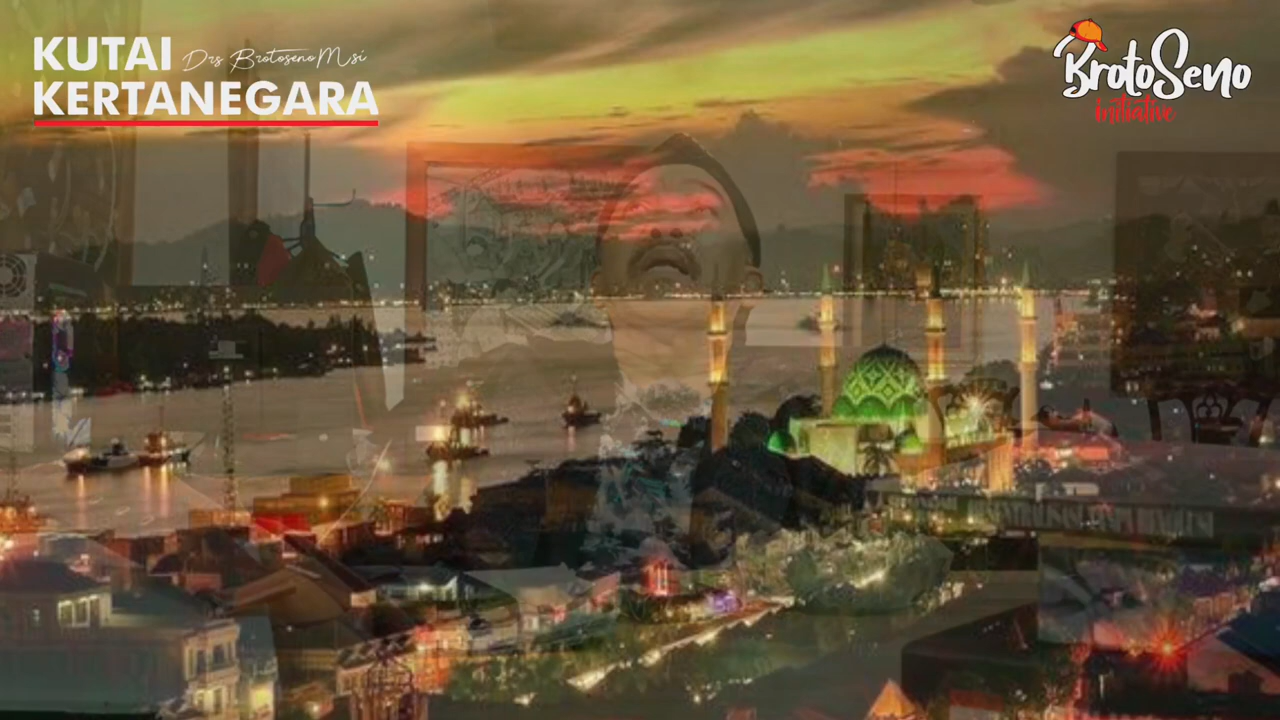 KUTAI Drs Brotoseno Msi
KERTANEGARA
BrotoSeno
Initiative